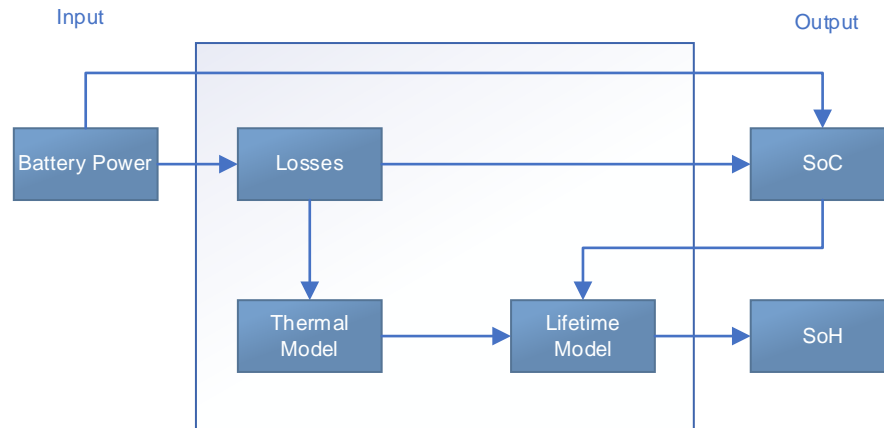 Input
Output
Battery Power
Losses
SoC
Thermal
Model
Lifetime
Model
SoH